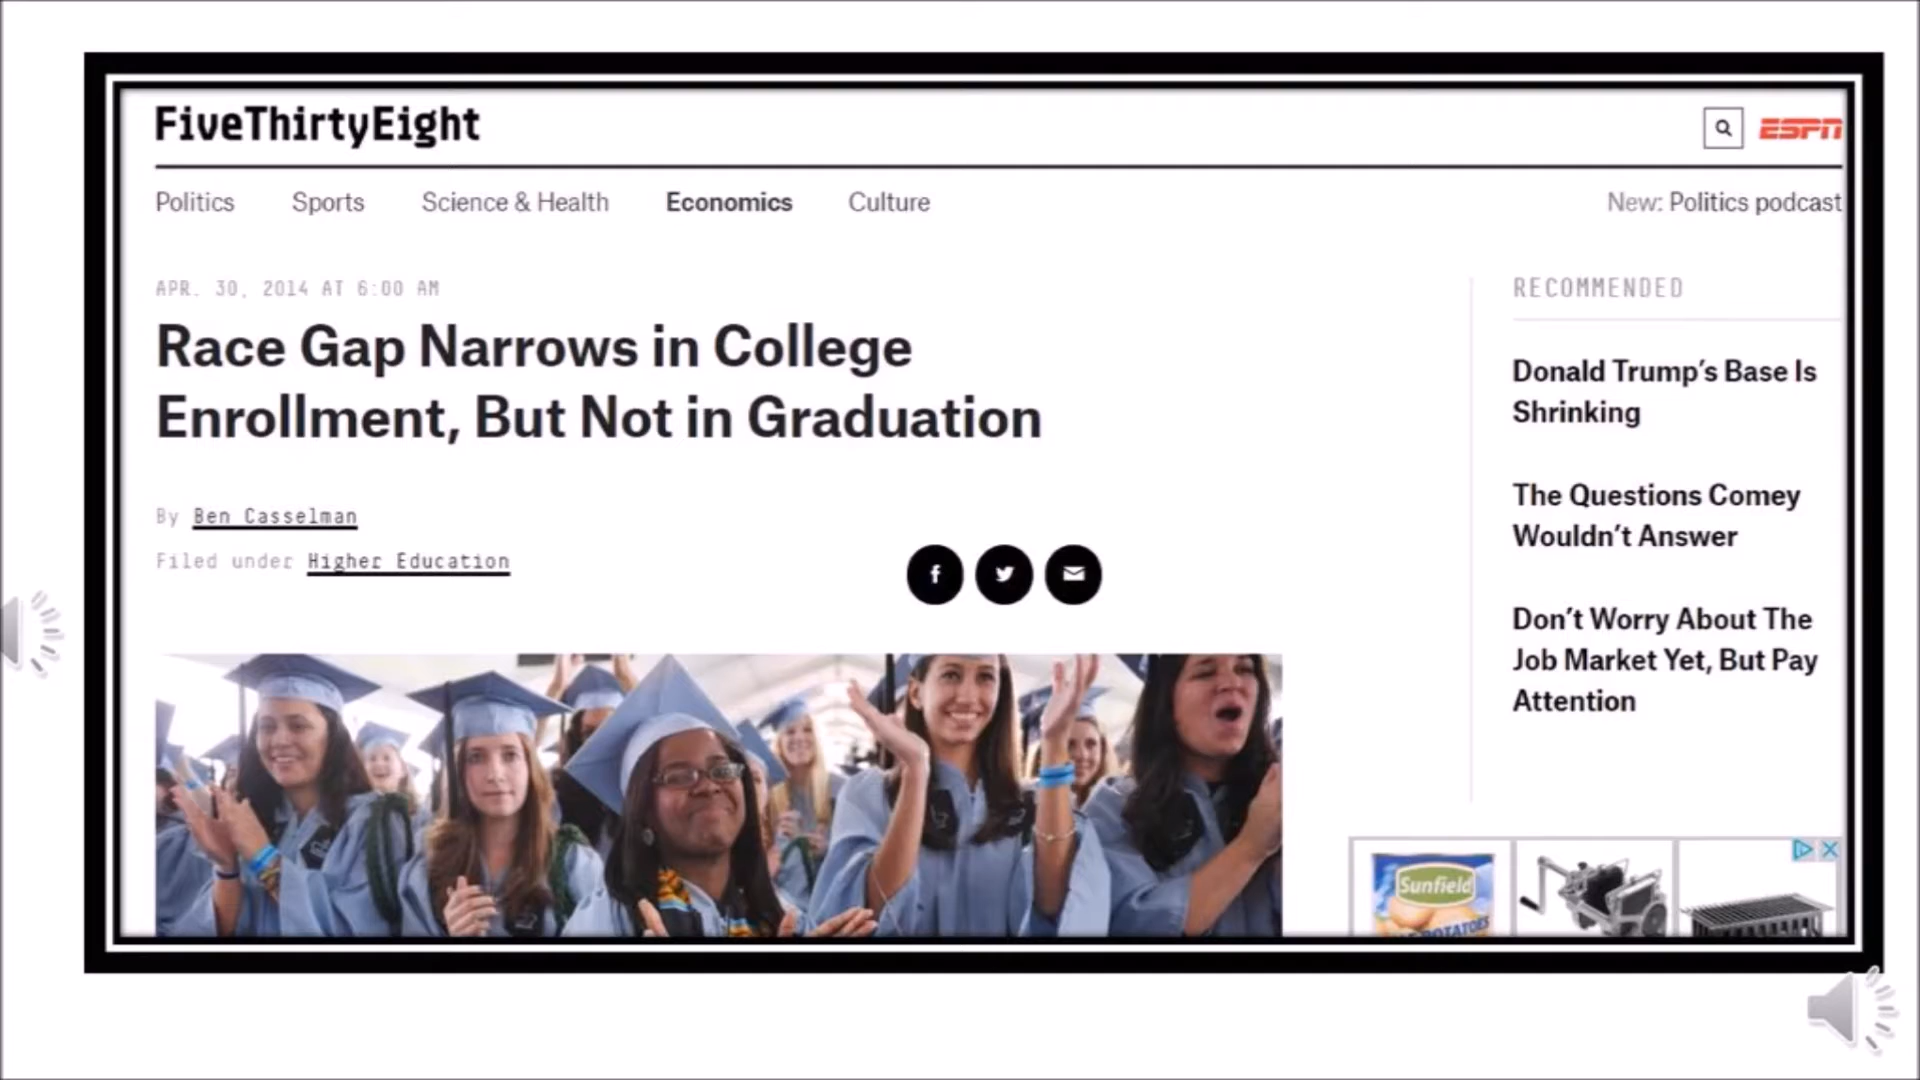 FiveThirtyEight
ESPN
Politics Sports Science & Health Economics Culture New: Politics podcast
APR. 30, 2014 AT 6:00 AM
Race Gap Narrows in College
Enrollment, But Not in Graduation
By Ben Casselman
Filed under Higher Education
RECOMMENDED
Donald Trump's Base Is
Shrinking
The Questions Comey
Wouldn't Answer
Don't Worry About The
Job Market Yet, But Pay
Attention
Sunfield
POTATOES